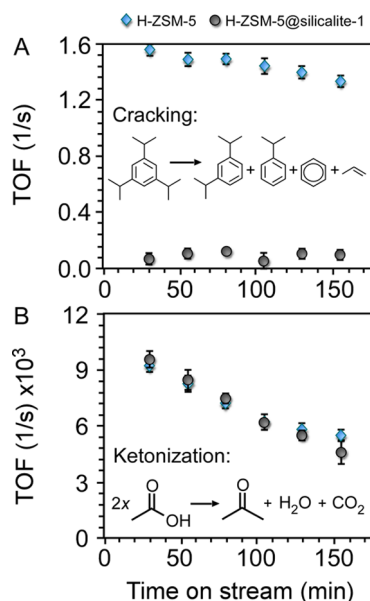 H-ZSM-5 H-ZSM-5@silicalite-1
A
1.6
1.2
0.8
0.4
0.0
TOF (1/s)
Cracking:
+ + +
0 50 100 150
B
12
9
6
3
0
TOF (1/s) x10³
Ketonization:
2x O OH O + H₂O + CO₂
0 50 100 150
Time on stream (min)